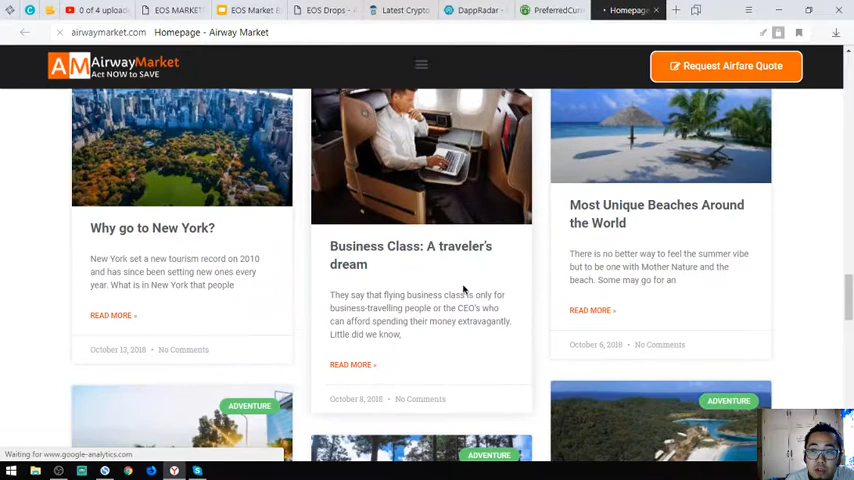 0 of 4 upload
EOS MARKET
EOS Market B
EOS Drops - A
Latest Crypto
DappRadar -
PreferredCurr
Homepage -
airwaymarket.com Homepage - Airway Market
AM AirwayMarket
Act NOW to SAVE
Request Airfare Quote
Why go to New York?
New York set a new tourism record on 2010
and has since been setting new ones every
year. What is in New York that people
READ MORE »
October 13, 2018 • No Comments
Business Class: A traveler's
dream
They say that flying business class is only for
business-travelling people or the CEO's who
can afford spending their money extravagantly.
Little did we know,
READ MORE »
October 8, 2018 • No Comments
Most Unique Beaches Around
the World
There is no better way to feel the summer vibe
but to be one with Mother Nature and the
beach. Some may go for an
READ MORE »
October 6, 2018 • No Comments
ADVENTURE
ADVENTURE
ADVENTURE
Waiting for www.google-analytics.com